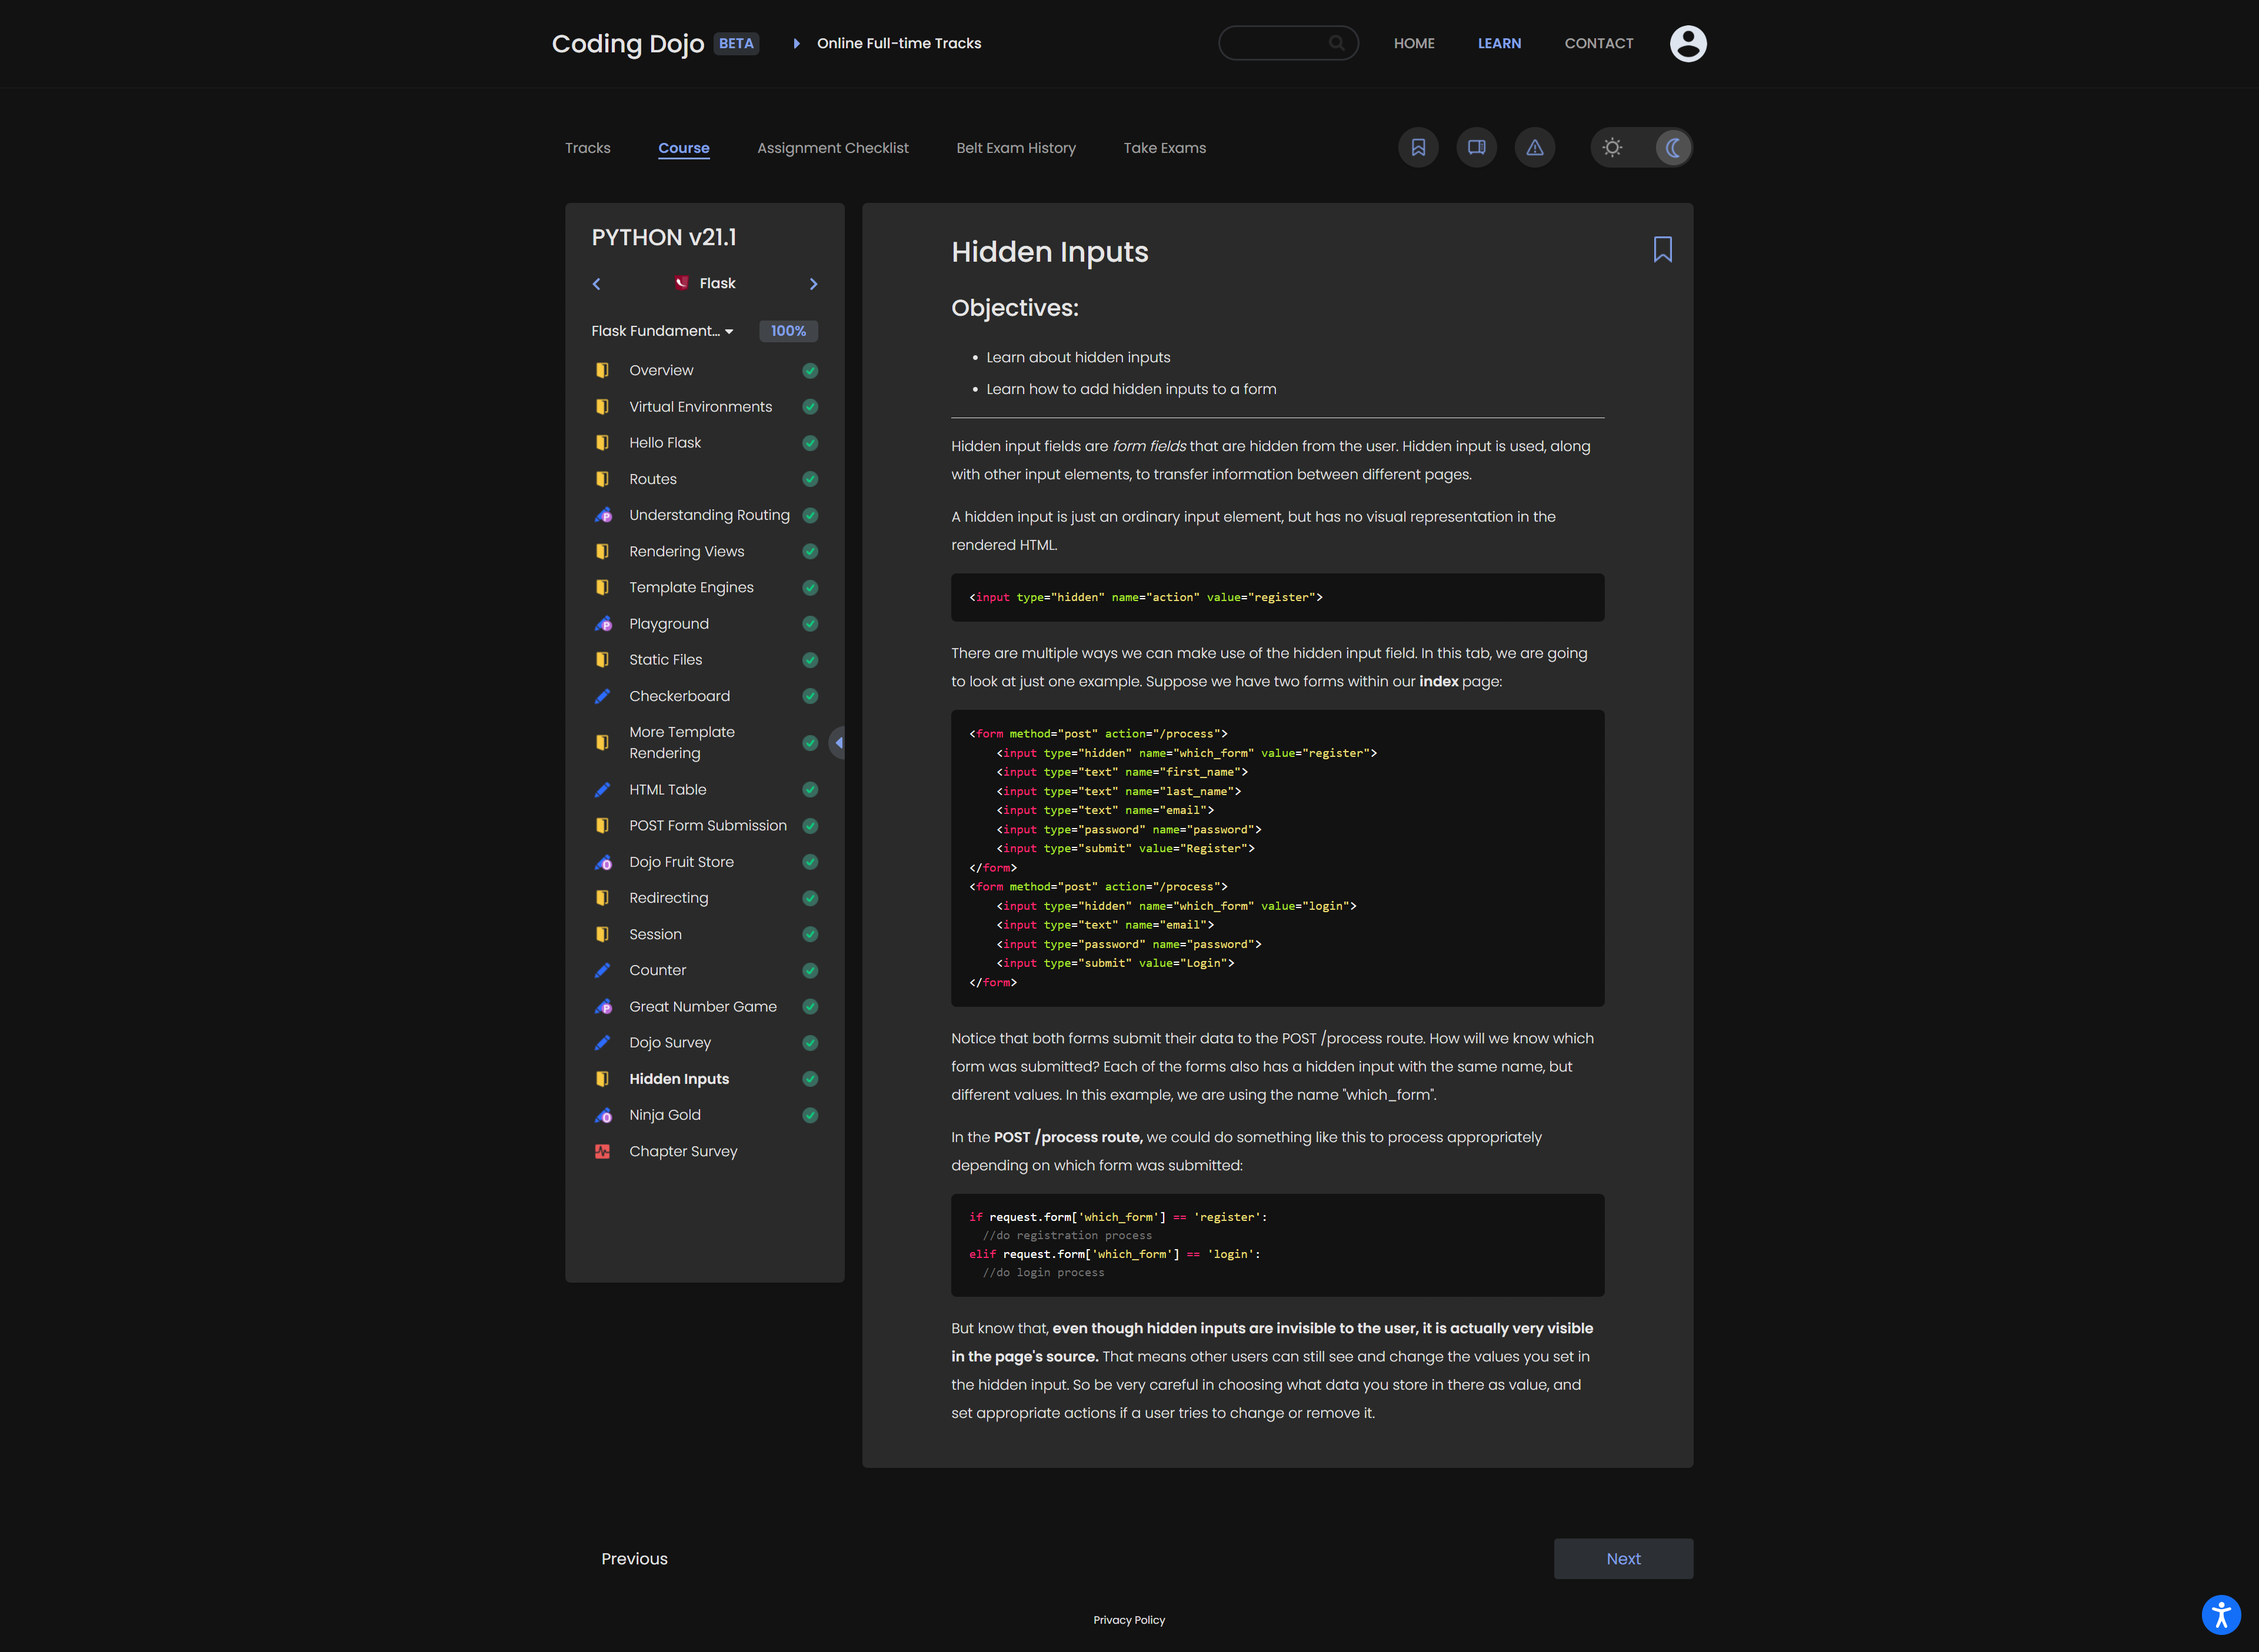 Coding Dojo BETA Online Full-time Tracks HOME LEARN CONTACT
Tracks Course Assignment Checklist Belt Exam History Take Exams
PYTHON v21.1
Flask
Flask Fundament... 100%
Overview
Virtual Environments
Hello Flask
Routes
Understanding Routing
Rendering Views
Template Engines
Playground
Static Files
Checkerboard
More Template
Rendering
HTML Table
POST Form Submission
Dojo Fruit Store
Redirecting
Session
Counter
Great Number Game
Dojo Survey
Hidden Inputs
Ninja Gold
Chapter Survey
Hidden Inputs
Objectives:
• Learn about hidden inputs
• Learn how to add hidden inputs to a form
Hidden input fields are form fields that are hidden from the user. Hidden input is used, along
with other input elements, to transfer information between different pages.
A hidden input is just an ordinary input element, but has no visual representation in the
rendered HTML.
<input type="hidden" name="action" value="register">
There are multiple ways we can make use of the hidden input field. In this tab, we are going
to look at just one example. Suppose we have two forms within our index page:
<form method="post" action="/process">
    <input type="hidden" name="which_form" value="register">
    <input type="text" name="first_name">
    <input type="text" name="last_name">
    <input type="text" name="email">
    <input type="password" name="password">
    <input type="submit" value="Register">
</form>
<form method="post" action="/process">
    <input type="hidden" name="which_form" value="login">
    <input type="text" name="email">
    <input type="password" name="password">
    <input type="submit" value="Login">
</form>
Notice that both forms submit their data to the POST /process route. How will we know which
form was submitted? Each of the forms also has a hidden input with the same name, but
different values. In this example, we are using the name "which_form".
In the POST /process route, we could do something like this to process appropriately
depending on which form was submitted:
if request.form['which_form'] == 'register':
  //do registration process
elif request.form['which_form'] == 'login':
  //do login process
But know that, even though hidden inputs are invisible to the user, it is actually very visible
in the page's source. That means other users can still see and change the values you set in
the hidden input. So be very careful in choosing what data you store in there as value, and
set appropriate actions if a user tries to change or remove it.
Previous
Next
Privacy Policy